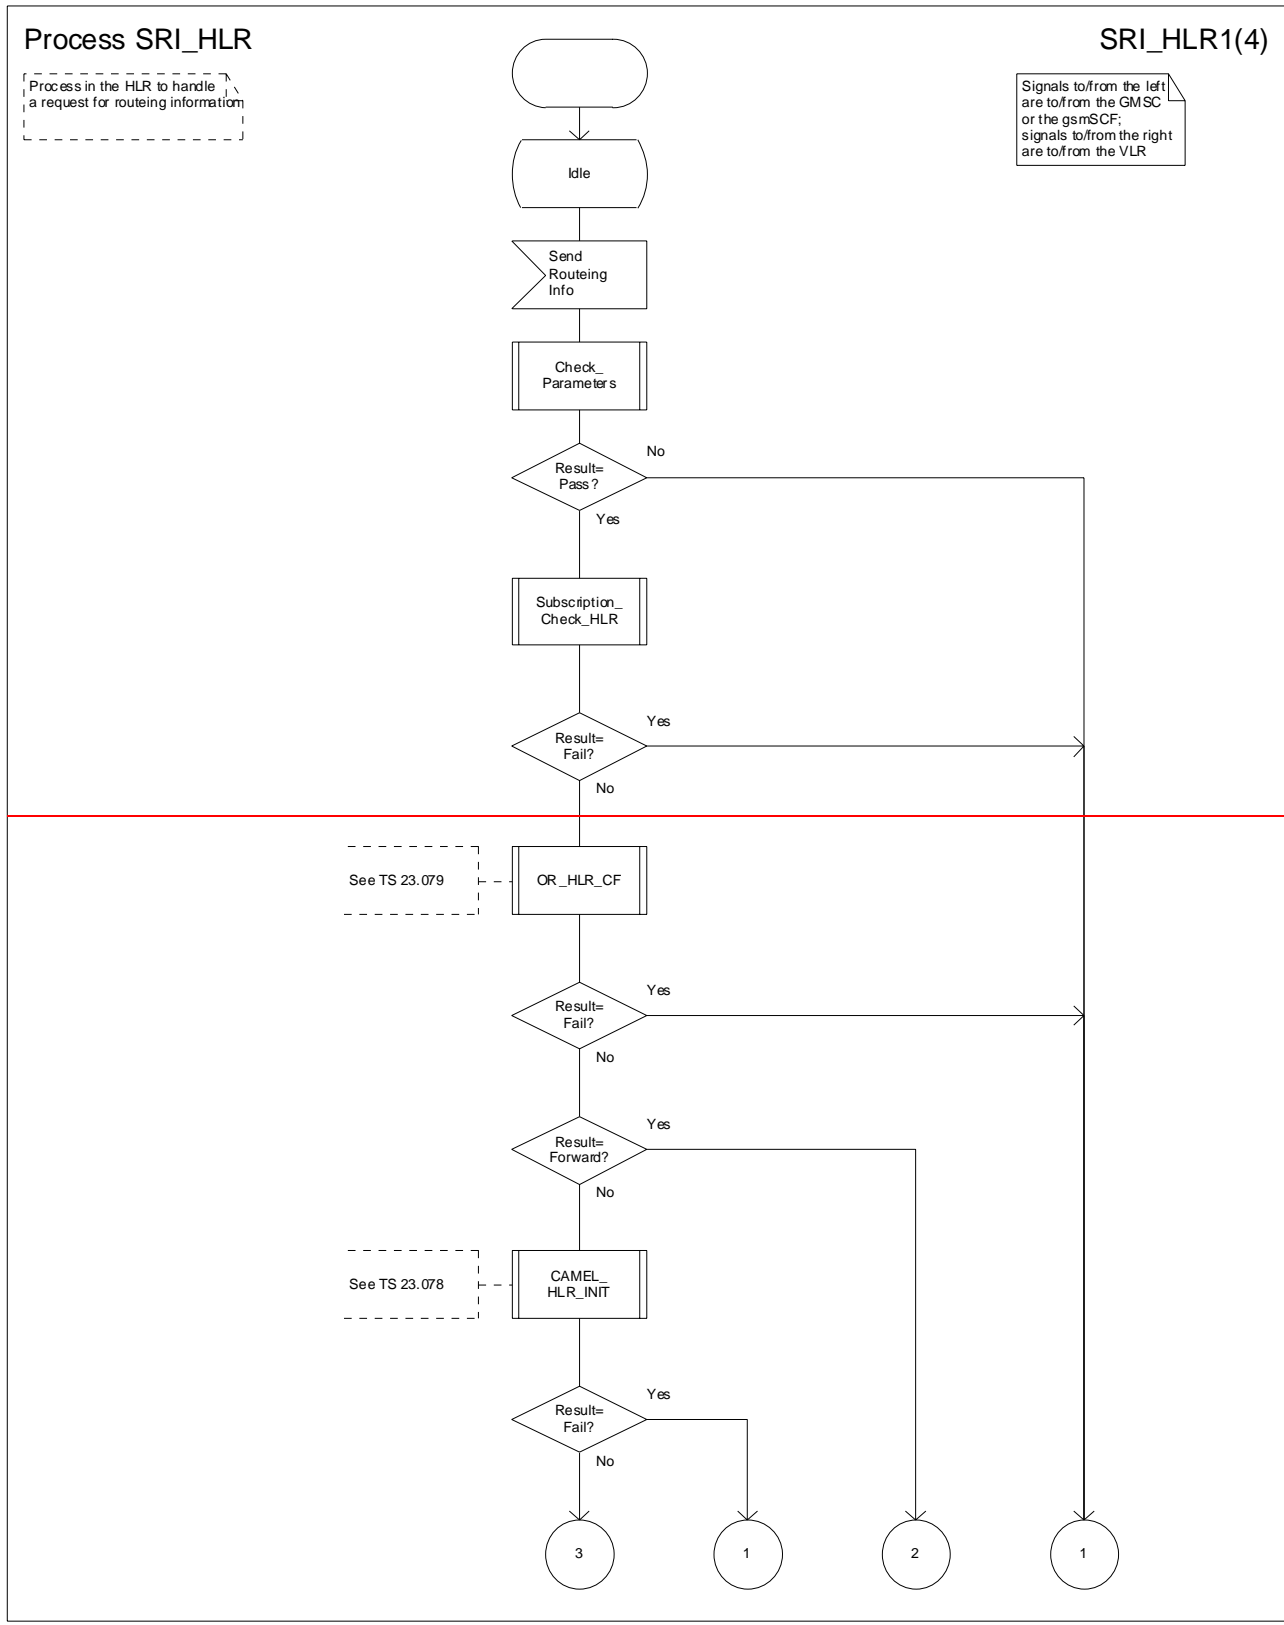 Process SRI_HLR
SRI_HLR1(4)
Process in the HLR to handle
a request for routeing information
Signals to/from the left
are to/from the GMSC
or the gsmSCF;
signals to/from the right
are to/from the VLR
Idle
Send
Routeing
Info
Check_
Parameters
No
Result=
Pass?
Yes
Subscription_
Check_HLR
Yes
Result=
Fail?
No
See TS 23.079
OR_HLR_CF
Yes
Result=
Fail?
No
Yes
Result=
Forward?
No
See TS 23.078
CAMEL_
HLR_INIT
Yes
Result=
Fail?
No
3
1
2
1